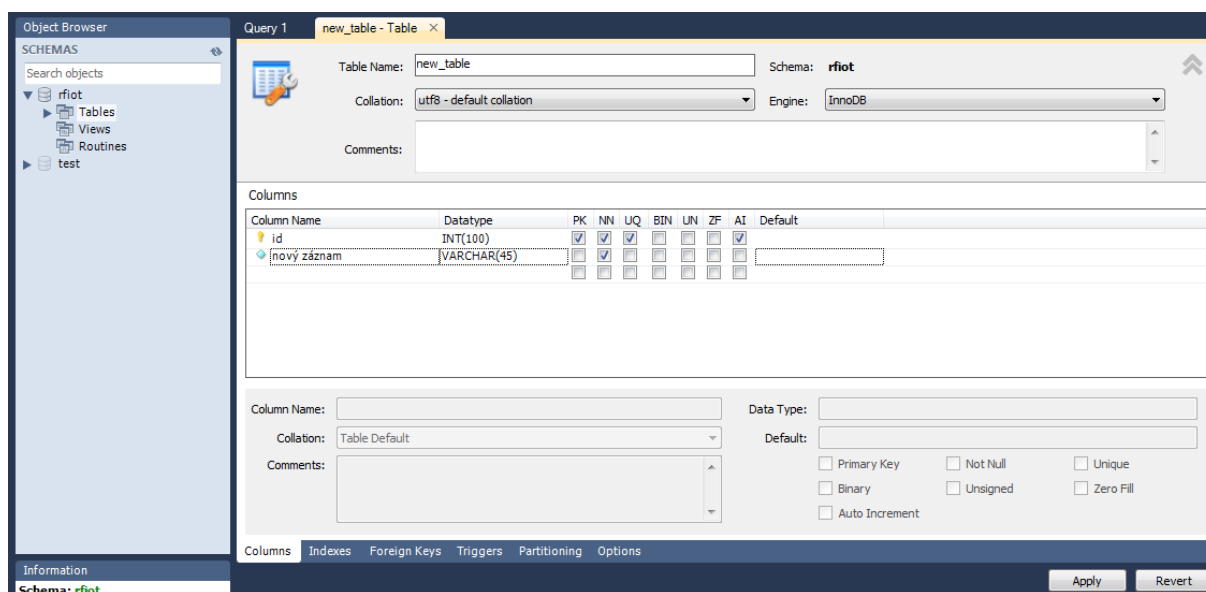 Object Browser
Query 1
new_table - Table ×
SCHEMAS
Search objects
rfiot
Tables
Views
Routines
test
Table Name: new_table
Schema: rfiot
Collation: utf8 - default collation
Engine: InnoDB
Comments:
Columns
Column Name Datatype PK NN UQ BIN UN ZF AI Default
id INT(100)
nový záznam VARCHAR(45)
Column Name:
Data Type:
Collation: Table Default
Default:
Comments:
Primary Key Not Null Unique
Binary Unsigned Zero Fill
Auto Increment
Columns Indexes Foreign Keys Triggers Partitioning Options
Information
Schema: rfiot
Apply Revert